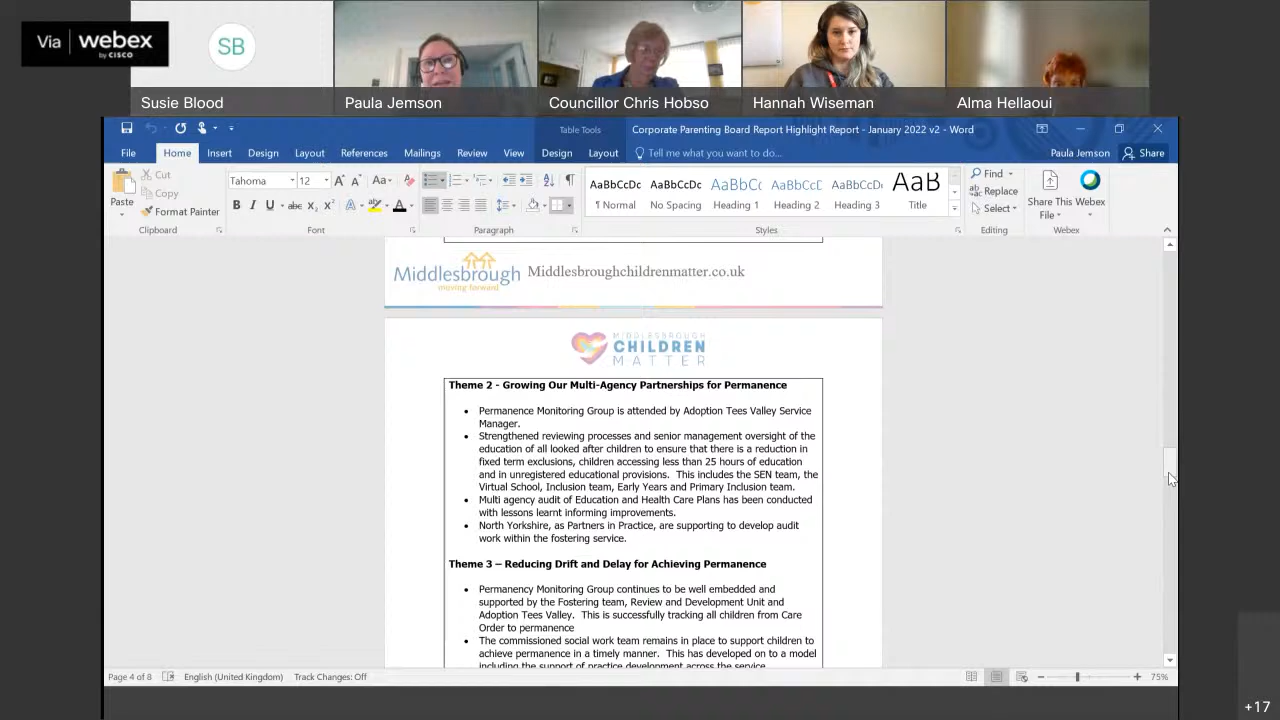 Via webex
by CISCO
SB
Susie Blood
Paula Jemson
Councillor Chris Hobso
Hannah Wiseman
Alma Hellaoui
Table Tools
Corporate Parenting Board Report Highlight Report - January 2022 v2 - Word
File Home Insert Design Layout References Mailings Review View Design Layout Tell me what you want to do... Paula Jemson Share
Paste
Cut
Copy
Format Painter
Clipboard
Tahoma 12
Font
Paragraph
AaBbCcDc AaBbCcDc AaBbCc AaBbCcD AaBbCcDı AaB
¶ Normal No Spacing Heading 1 Heading 2 Heading 3 Title
Styles
Find
Replace
Select
Editing
Share This Webex
File
Webex
Middlesbrough
moving forward
Middlesbroughchildrenmatter.co.uk
MIDDLESBROUGH
CHILDREN
MATTER
Theme 2 - Growing Our Multi-Agency Partnerships for Permanence
• Permanence Monitoring Group is attended by Adoption Tees Valley Service
Manager.
• Strengthened reviewing processes and senior management oversight of the
education of all looked after children to ensure that there is a reduction in
fixed term exclusions, children accessing less than 25 hours of education
and in unregistered educational provisions. This includes the SEN team, the
Virtual School, Inclusion team, Early Years and Primary Inclusion team.
• Multi agency audit of Education and Health Care Plans has been conducted
with lessons learnt informing improvements.
• North Yorkshire, as Partners in Practice, are supporting to develop audit
work within the fostering service.
Theme 3 – Reducing Drift and Delay for Achieving Permanence
• Permanency Monitoring Group continues to be well embedded and
supported by the Fostering team, Review and Development Unit and
Adoption Tees Valley. This is successfully tracking all children from Care
Order to permanence
• The commissioned social work team remains in place to support children to
achieve permanence in a timely manner. This has developed on to a model
including the support of practice development across the service
Page 4 of 8 English (United Kingdom) Track Changes: Off 75%
+17